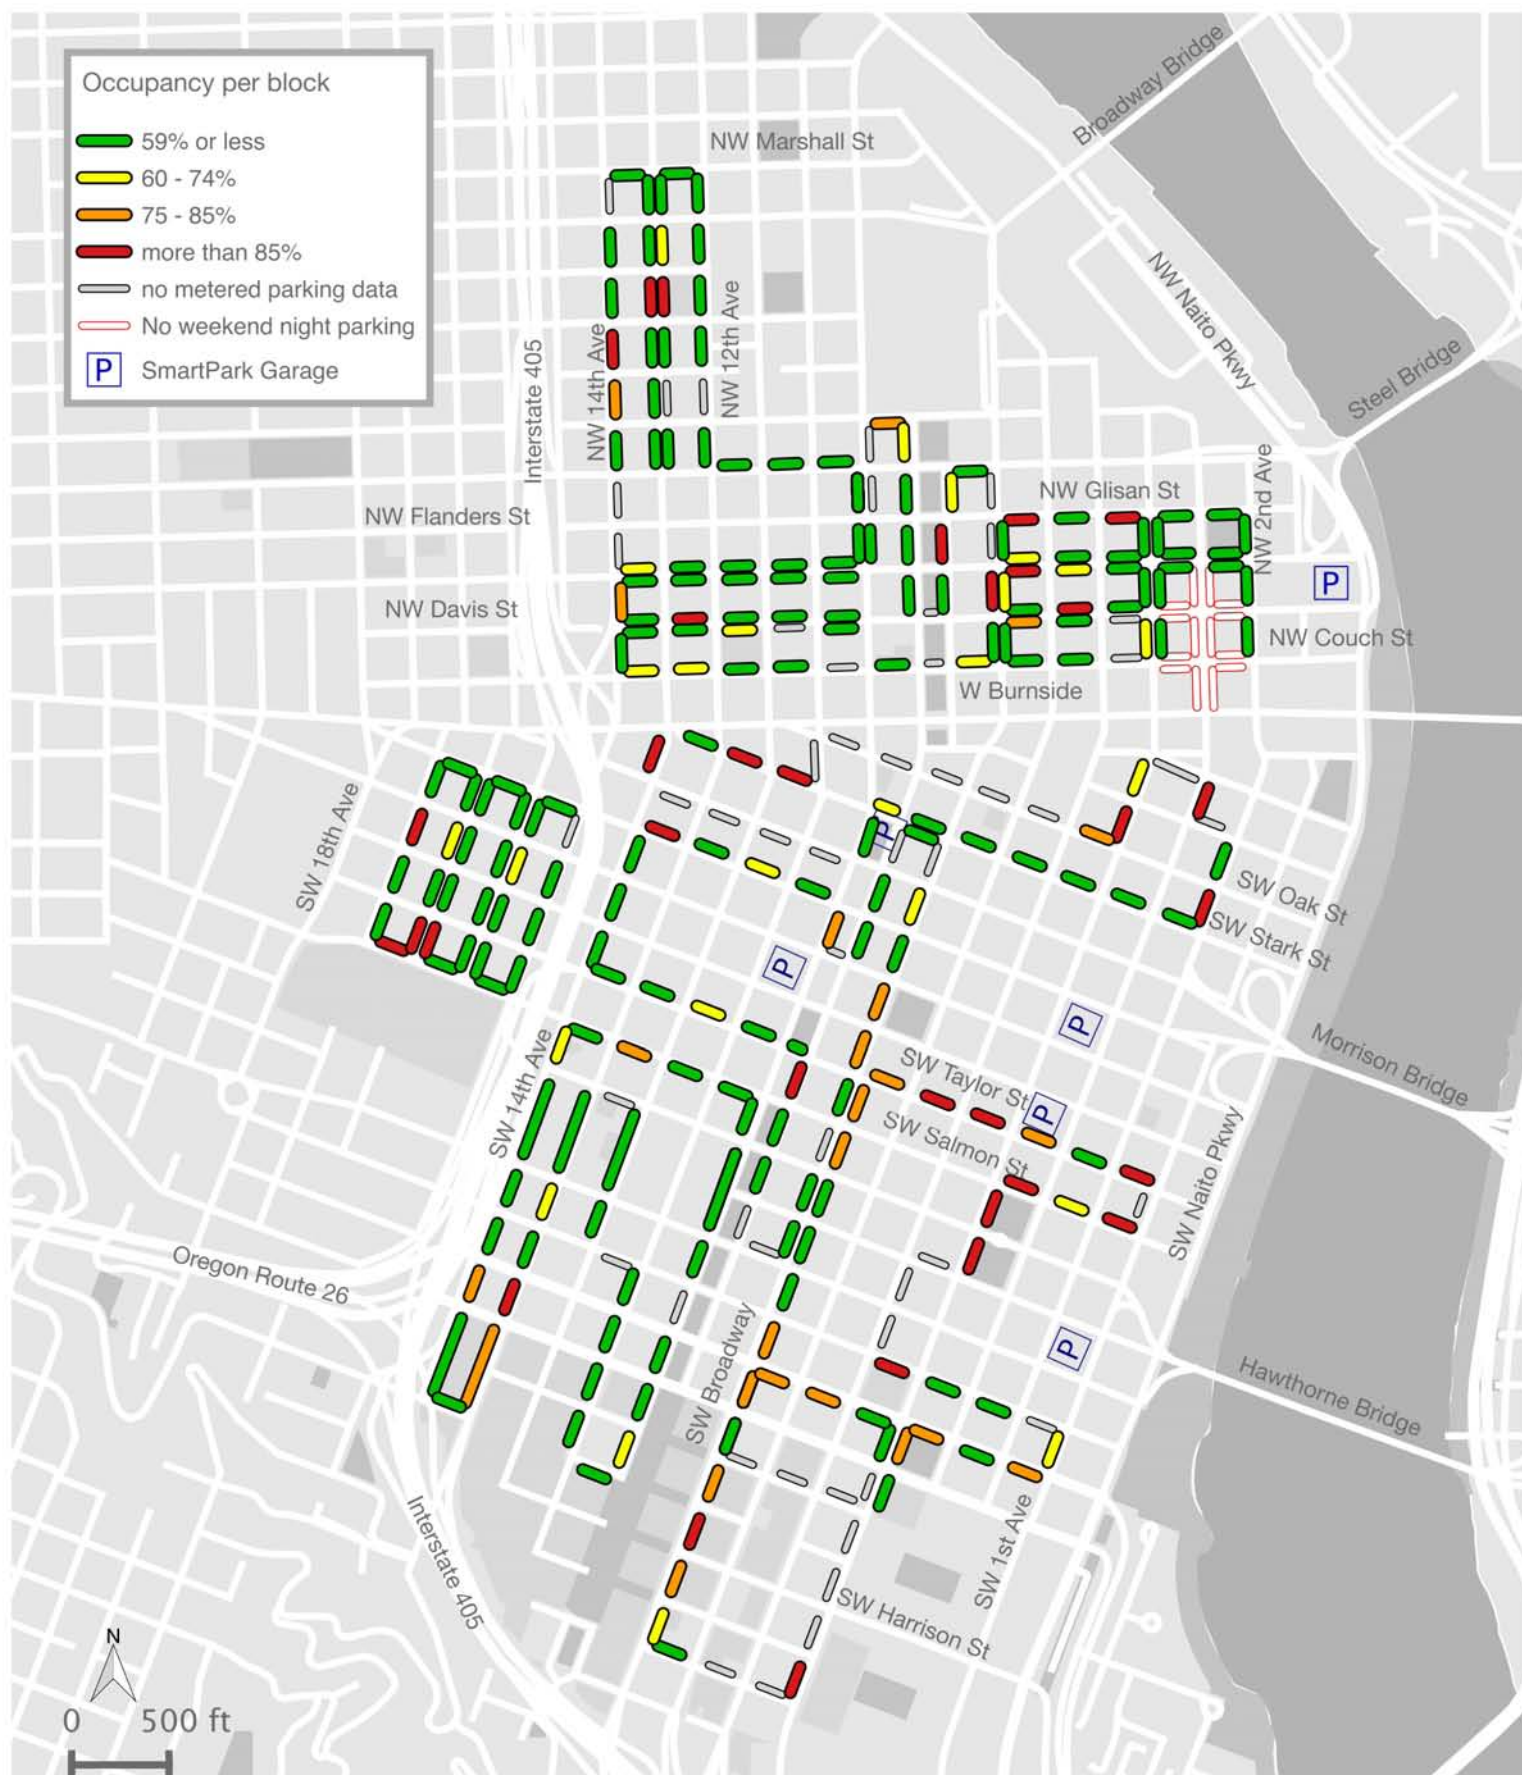 Occupancy per block
59% or less
60 - 74%
75 - 85%
more than 85%
no metered parking data
No weekend night parking
P SmartPark Garage
NW Marshall St
Broadway Bridge
NW Naito Pkwy
Steel Bridge
Interstate 405
NW 14th Ave
NW 12th Ave
NW Flanders St
NW Glisan St
NW 2nd Ave
P
NW Davis St
NW Couch St
W Burnside
SW 18th Ave
P
SW Oak St
SW Stark St
P
P
SW 14th Ave
SW Taylor St
P
SW Salmon St
Morrison Bridge
SW Naito Pkwy
Oregon Route 26
SW Broadway
P
Hawthorne Bridge
Interstate 405
SW 1st Ave
SW Harrison St
N
0 500 ft